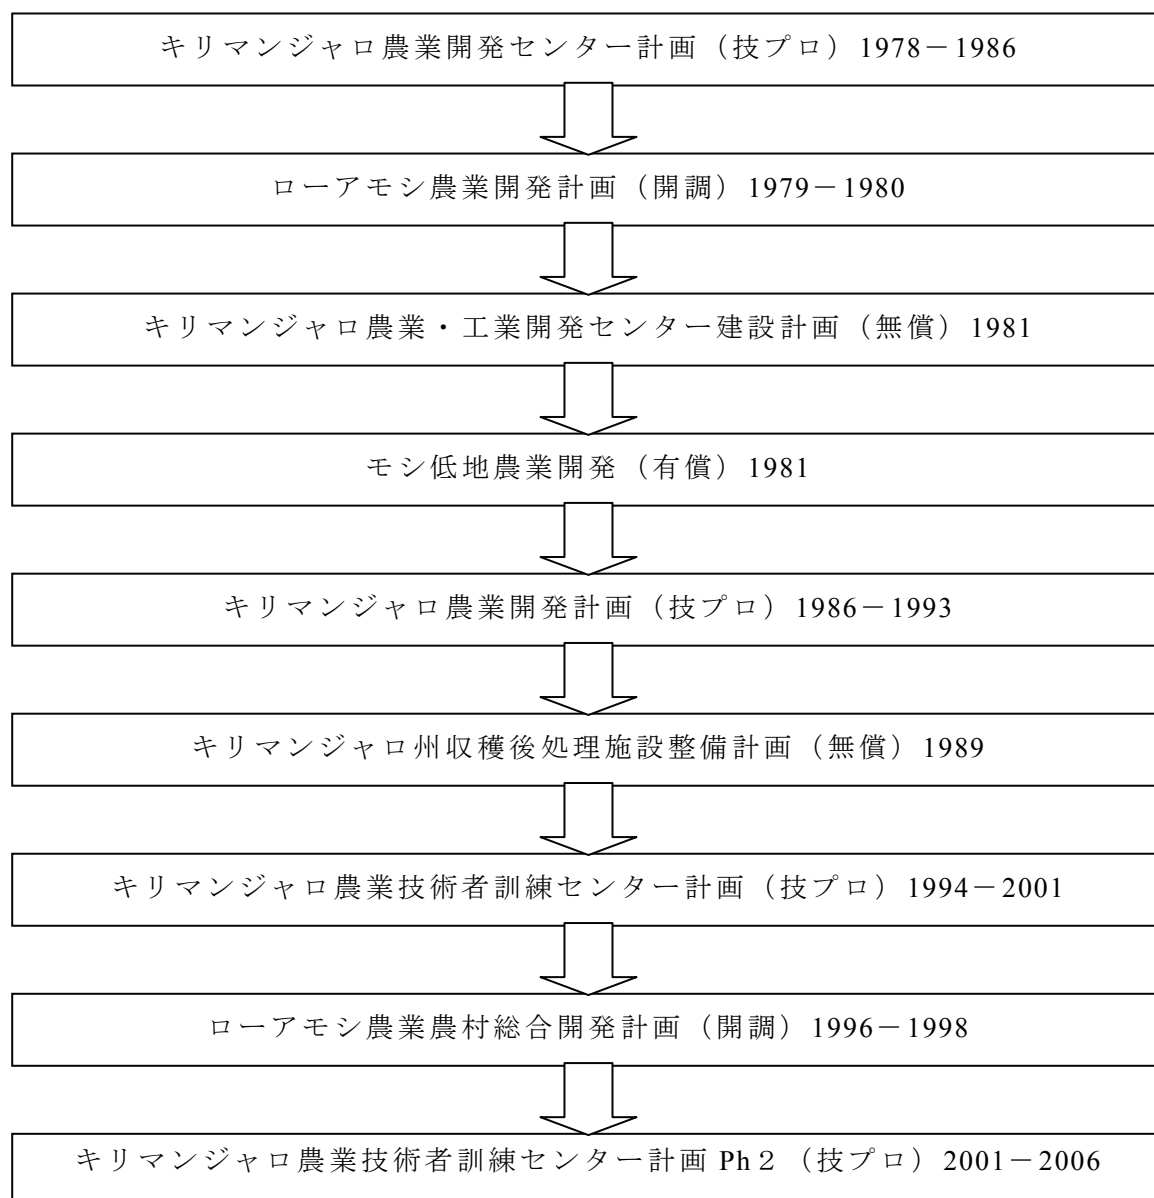 キリマンジャロ農業開発センター計画（技プロ）1978－1986
ローアモシ農業開発計画（開調）1979－1980
キリマンジャロ農業・工業開発センター建設計画（無償）1981
モシ低地農業開発（有償）1981
キリマンジャロ農業開発計画（技プロ）1986－1993
キリマンジャロ州収穫後処理施設整備計画（無償）1989
キリマンジャロ農業技術者訓練センター計画（技プロ）1994－2001
ローアモシ農業農村総合開発計画（開調）1996－1998
キリマンジャロ農業技術者訓練センター計画 Ph２（技プロ）2001－2006